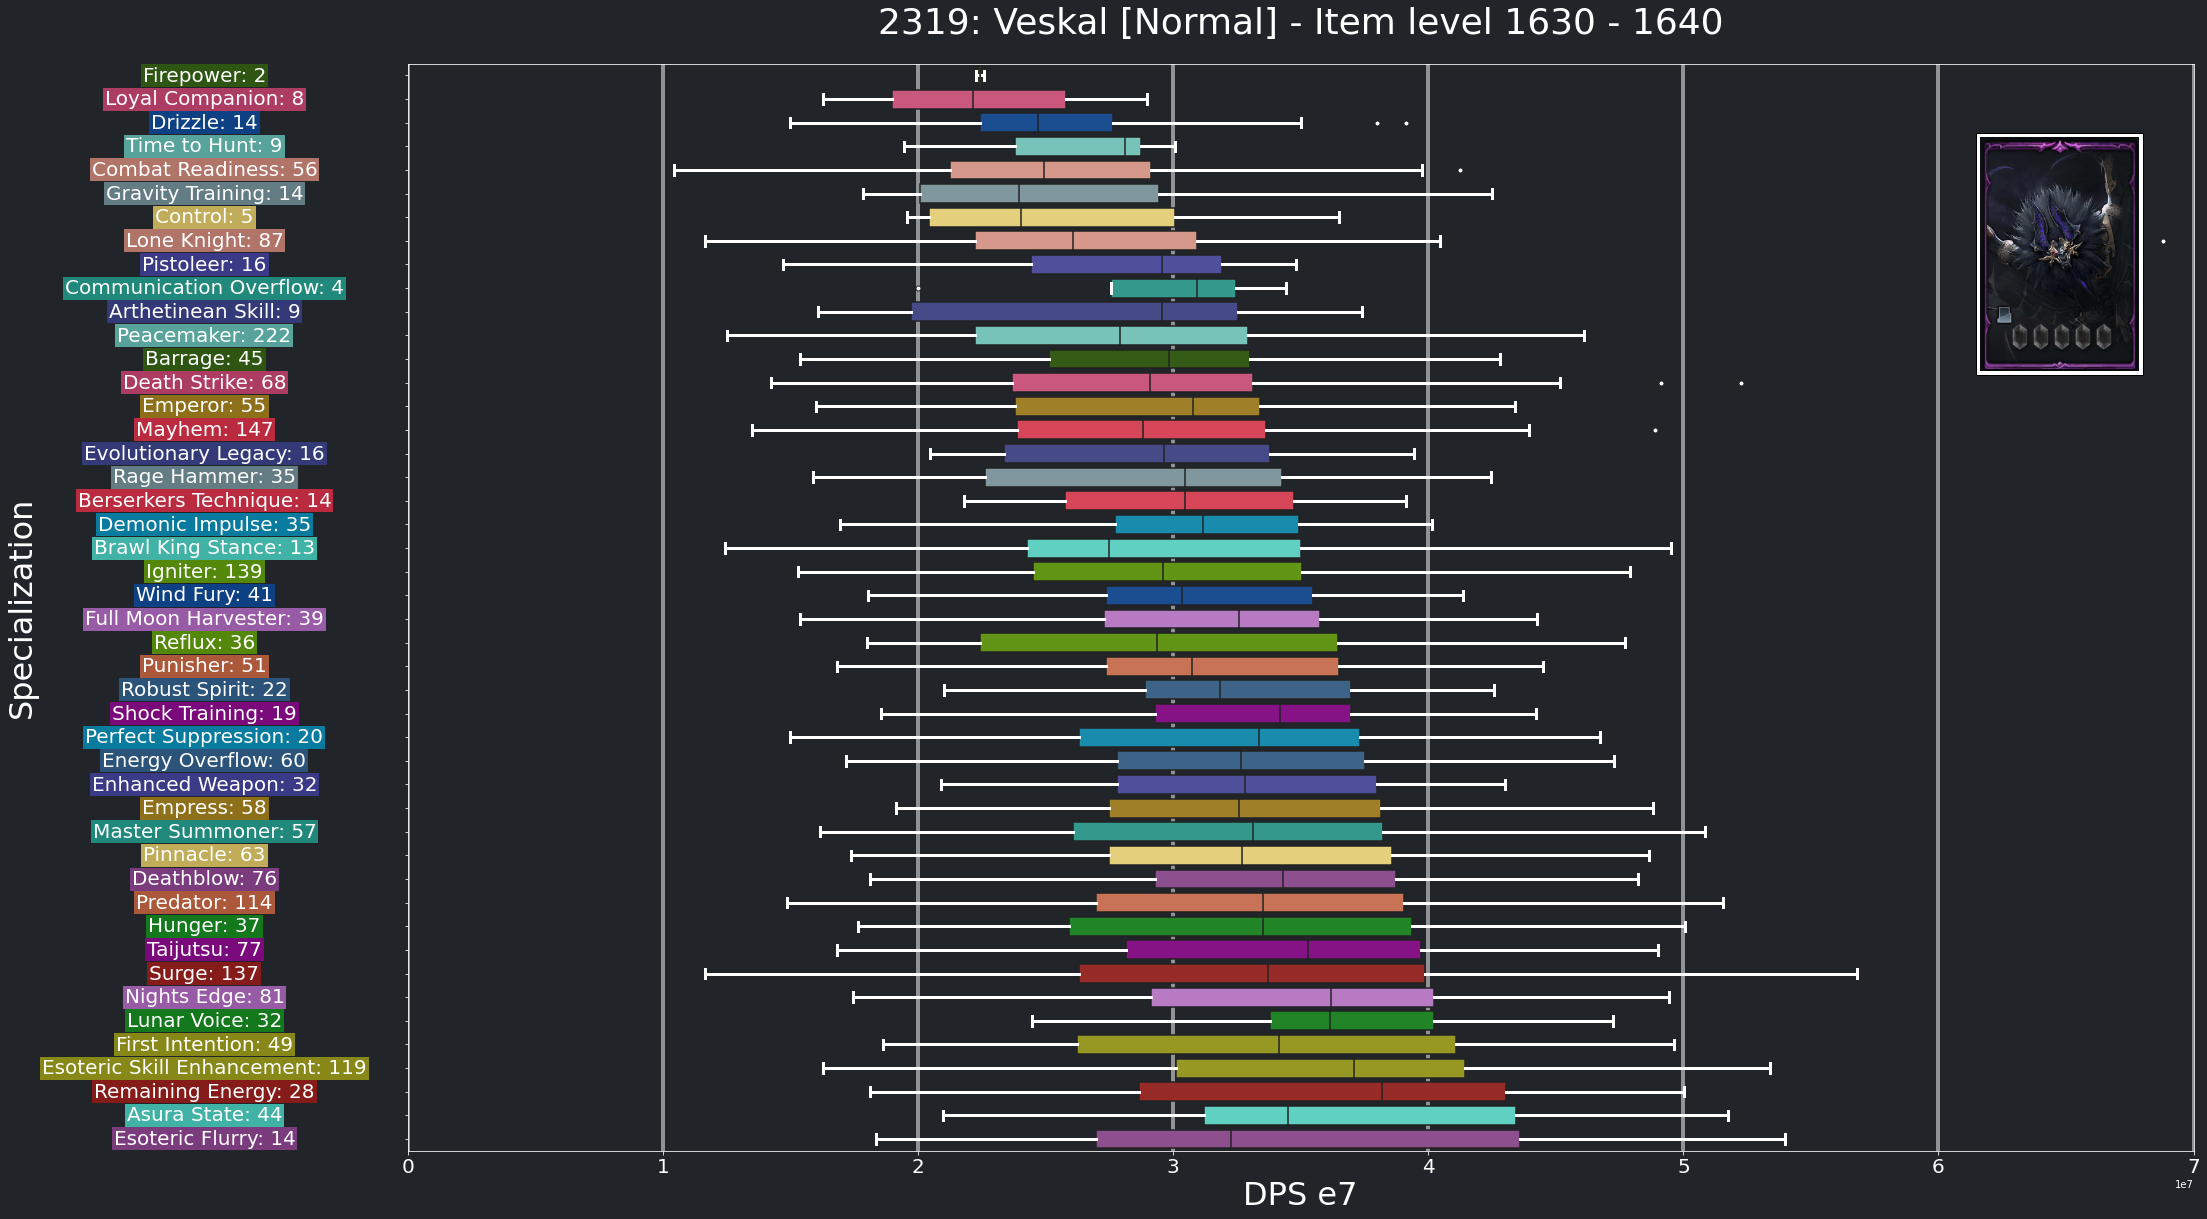 2319: Veskal [Normal] - Item level 1630 - 1640
Specialization
Firepower: 2
Loyal Companion: 8
Drizzle: 14
Time to Hunt: 9
Combat Readiness: 56
Gravity Training: 14
Control: 5
Lone Knight: 87
Pistoleer: 16
Communication Overflow: 4
Arthetinean Skill: 9
Peacemaker: 222
Barrage: 45
Death Strike: 68
Emperor: 55
Mayhem: 147
Evolutionary Legacy: 16
Rage Hammer: 35
Berserkers Technique: 14
Demonic Impulse: 35
Brawl King Stance: 13
Igniter: 139
Wind Fury: 41
Full Moon Harvester: 39
Reflux: 36
Punisher: 51
Robust Spirit: 22
Shock Training: 19
Perfect Suppression: 20
Energy Overflow: 60
Enhanced Weapon: 32
Empress: 58
Master Summoner: 57
Pinnacle: 63
Deathblow: 76
Predator: 114
Hunger: 37
Taijutsu: 77
Surge: 137
Nights Edge: 81
Lunar Voice: 32
First Intention: 49
Esoteric Skill Enhancement: 119
Remaining Energy: 28
Asura State: 44
Esoteric Flurry: 14
0 1 2 3 4 5 6 7
1e7
DPS e7